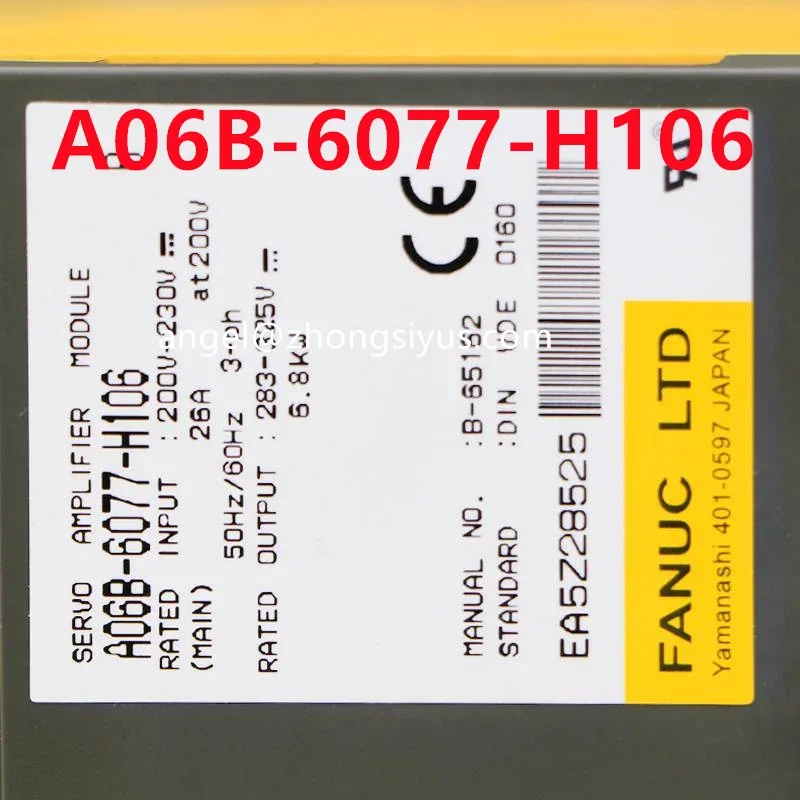 A06B-6077-H106
SERVO AMPLIFIER MODULE
A06B-6077-H106
RATED INPUT : 200V~230V
(MAIN) 26A at200V
50Hz/60Hz 3-ph
RATED OUTPUT : 283-325V
6.8kW
MANUAL NO. :B-65162
STANDARD :DIN VDE 0160
EA5Z28525
CE
FANUC LTD
Yamanashi 401-0597 JAPAN
angel@zhongsiyus.com